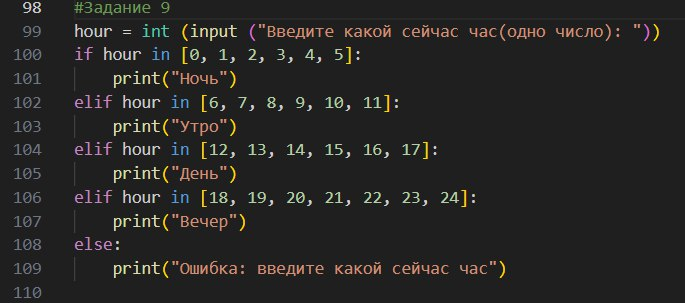 98 #Задание 9
99 hour = int (input ("Введите какой сейчас час(одно число): "))
100 if hour in [0, 1, 2, 3, 4, 5]:
101     print("Ночь")
102 elif hour in [6, 7, 8, 9, 10, 11]:
103     print("Утро")
104 elif hour in [12, 13, 14, 15, 16, 17]:
105     print("День")
106 elif hour in [18, 19, 20, 21, 22, 23, 24]:
107     print("Вечер")
108 else:
109     print("Ошибка: введите какой сейчас час")
110